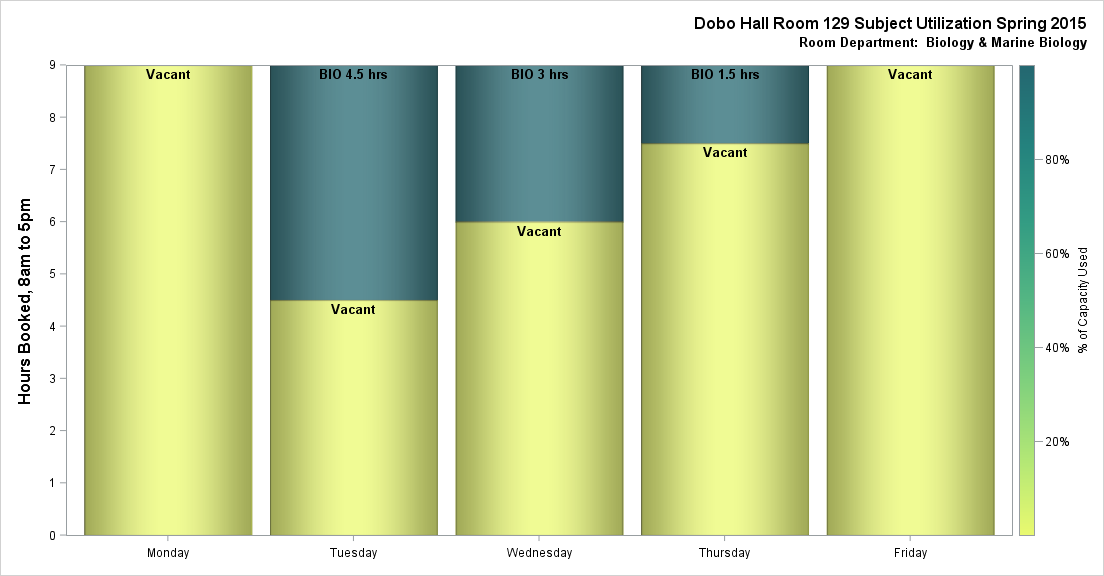 Dobo Hall Room 129 Subject Utilization Spring 2015
Room Department:  Biology & Marine Biology
Hours Booked, 8am to 5pm
9
8
7
6
5
4
3
2
1
0
Vacant
BIO 4.5 hrs
BIO 3 hrs
BIO 1.5 hrs
Vacant
Vacant
Vacant
Vacant
Monday
Tuesday
Wednesday
Thursday
Friday
80%
60%
40%
20%
% of Capacity Used